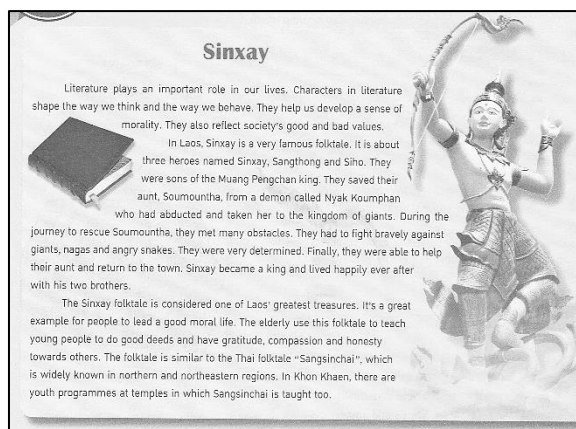 Sinxay
Literature plays an important role in our lives. Characters in literature
shape the way we think and the way we behave. They help us develop a sense of
morality. They also reflect society's good and bad values.
In Laos, Sinxay is a very famous folktale. It is about
three heroes named Sinxay, Sangthong and Siho. They
were sons of the Muang Pengchan king. They saved their
aunt, Soumountha, from a demon called Nyak Koumphan
who had abducted and taken her to the kingdom of giants. During the
journey to rescue Soumountha, they met many obstacles. They had to fight bravely against
giants, nagas and angry snakes. They were very determined. Finally, they were able to help
their aunt and return to the town. Sinxay became a king and lived happily ever after
with his two brothers.
The Sinxay folktale is considered one of Laos' greatest treasures. It's a great
example for people to lead a good moral life. The elderly use this folktale to teach
young people to do good deeds and have gratitude, compassion and honesty
towards others. The folktale is similar to the Thai folktale “Sangsinchai”, which
is widely known in northern and northeastern regions. In Khon Khaen, there are
youth programmes at temples in which Sangsinchai is taught too.